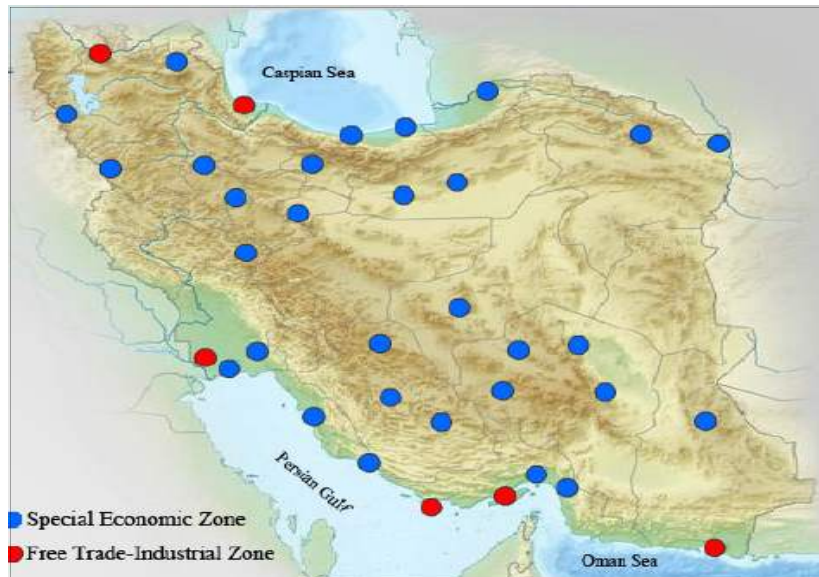 Caspian Sea
Persian Gulf
Special Economic Zone
Free Trade-Industrial Zone
Oman Sea